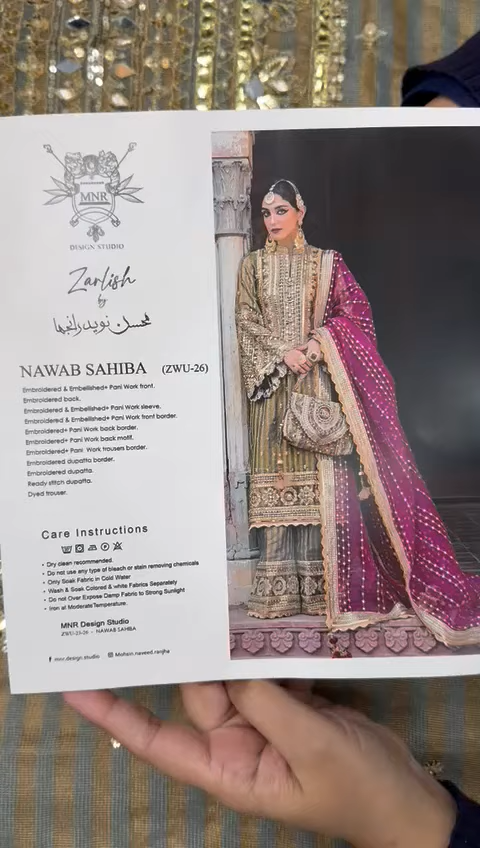 MNR
DESIGN STUDIO
Zarlish
by
محسن نوید رانجھا
NAWAB SAHIBA (ZWU-26)
Embroidered & Embellished+ Pani Work front.
Embroidered back.
Embroidered & Embellished+ Pani Work sleeve.
Embroidered & Embellished+ Pani Work front border.
Embroidered+ Pani Work back border.
Embroidered+ Pani Work back motif.
Embroidered+ Pani Work trousers border.
Embroidered dupatta border.
Embroidered dupatta.
Ready stitch dupatta.
Dyed trouser.
Care Instructions
• Dry clean recommended.
• Do not use any type of bleach or stain removing chemicals
• Only Soak Fabric in Cold Water
• Wash & Soak Colored & white Fabrics Separately
• Do not Over Expose Damp Fabric to Strong Sunlight
• Iron at Moderate Temperature.
MNR Design Studio
ZWU-23-26 - NAWAB SAHIBA
mnr.design.studio Mohsin.naveed.ranjha